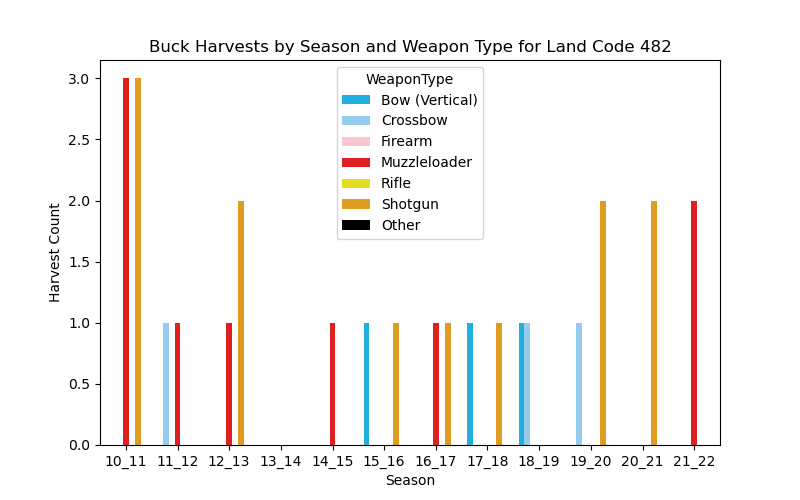 Buck Harvests by Season and Weapon Type for Land Code 482
WeaponType
Bow (Vertical)
Crossbow
Firearm
Muzzleloader
Rifle
Shotgun
Other
Harvest Count
3.0
2.5
2.0
1.5
1.0
0.5
0.0
10_11 11_12 12_13 13_14 14_15 15_16 16_17 17_18 18_19 19_20 20_21 21_22
Season